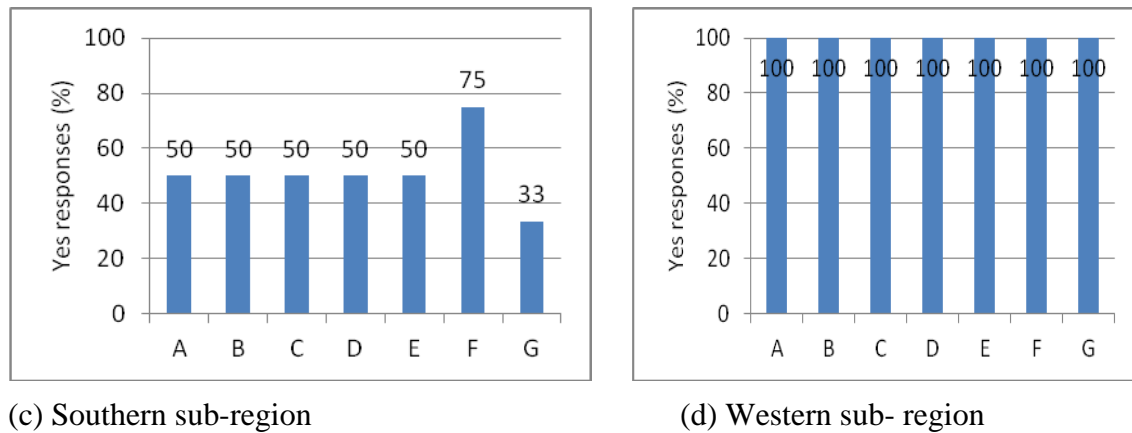 Yes responses (%)
100
80
60
40
20
0
50 50 50 50 50 75 33
A B C D E F G
Yes responses (%)
100
80
60
40
20
0
100 100 100 100 100 100 100
A B C D E F G
(c) Southern sub-region
(d) Western sub- region